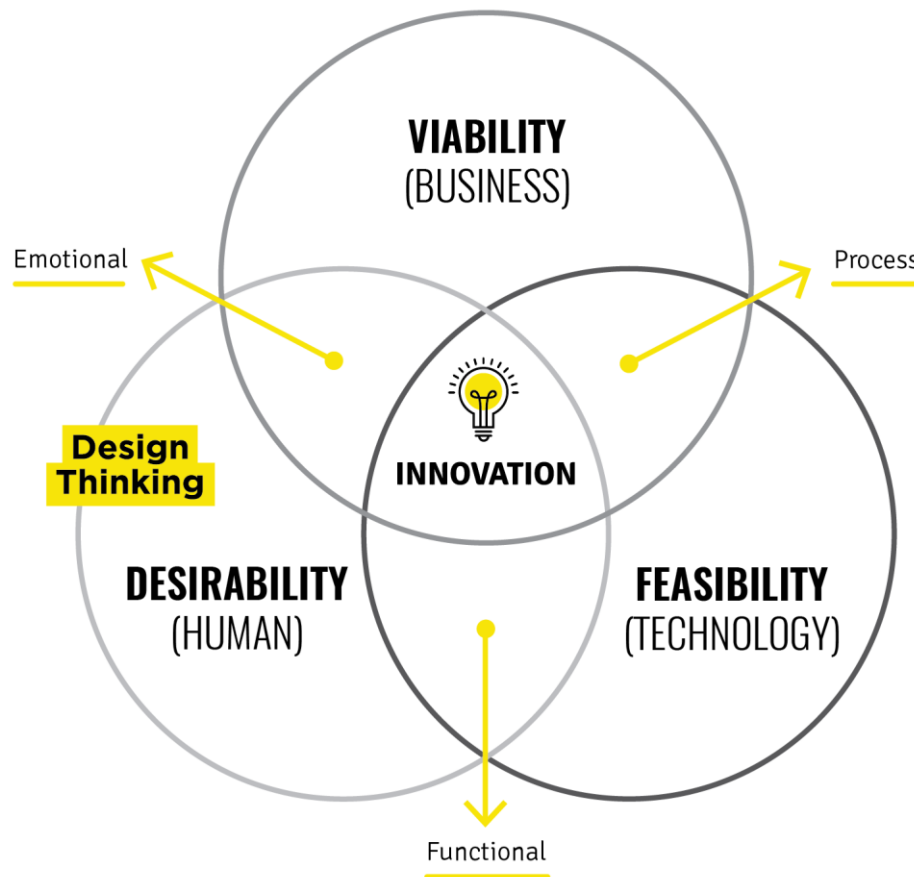 VIABILITY
(BUSINESS)
Emotional
Process
INNOVATION
Design
Thinking
DESIRABILITY
(HUMAN)
FEASIBILITY
(TECHNOLOGY)
Functional